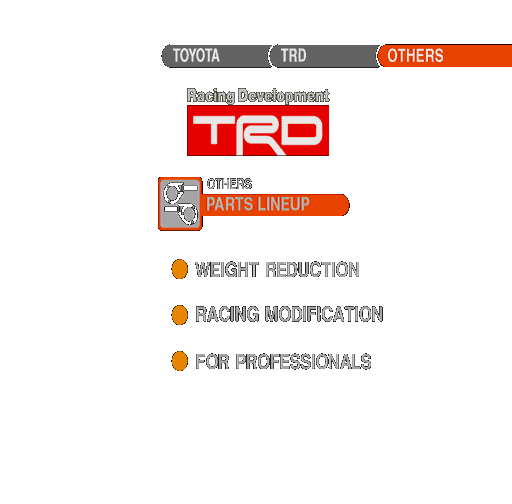 TOYOTA TRD OTHERS
Racing Development
TRD
OTHERS
PARTS LINEUP
WEIGHT REDUCTION
RACING MODIFICATION
FOR PROFESSIONALS